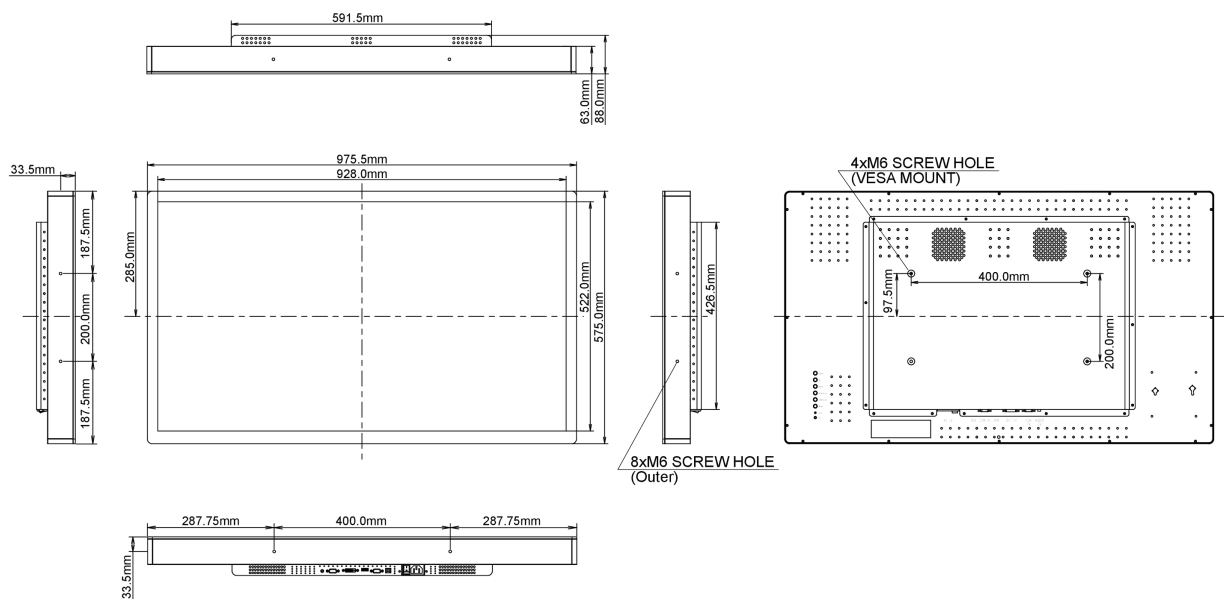 591.5mm
63.0mm
88.0mm
975.5mm
928.0mm
33.5mm
187.5mm
200.0mm
187.5mm
285.0mm
522.0mm
575.0mm
426.5mm
8xM6 SCREW HOLE
(Outer)
4xM6 SCREW HOLE
(VESA MOUNT)
400.0mm
97.5mm
200.0mm
287.75mm
400.0mm
287.75mm
33.5mm